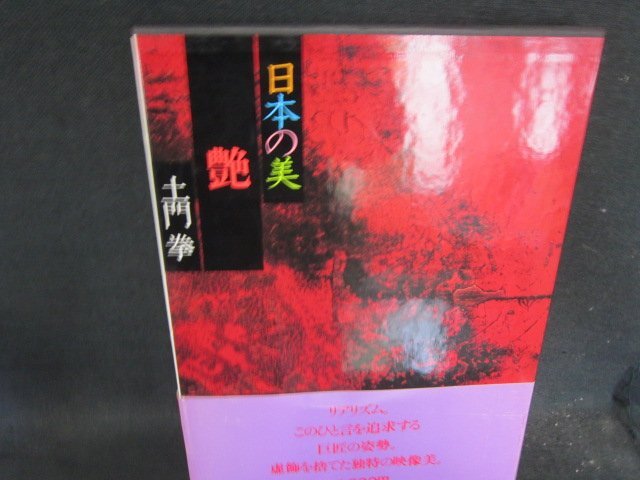 日本の美
艶
土門拳
リアリズム。
このひと言を追求する
巨匠の姿勢。
虚飾を捨てた独特の映像美。